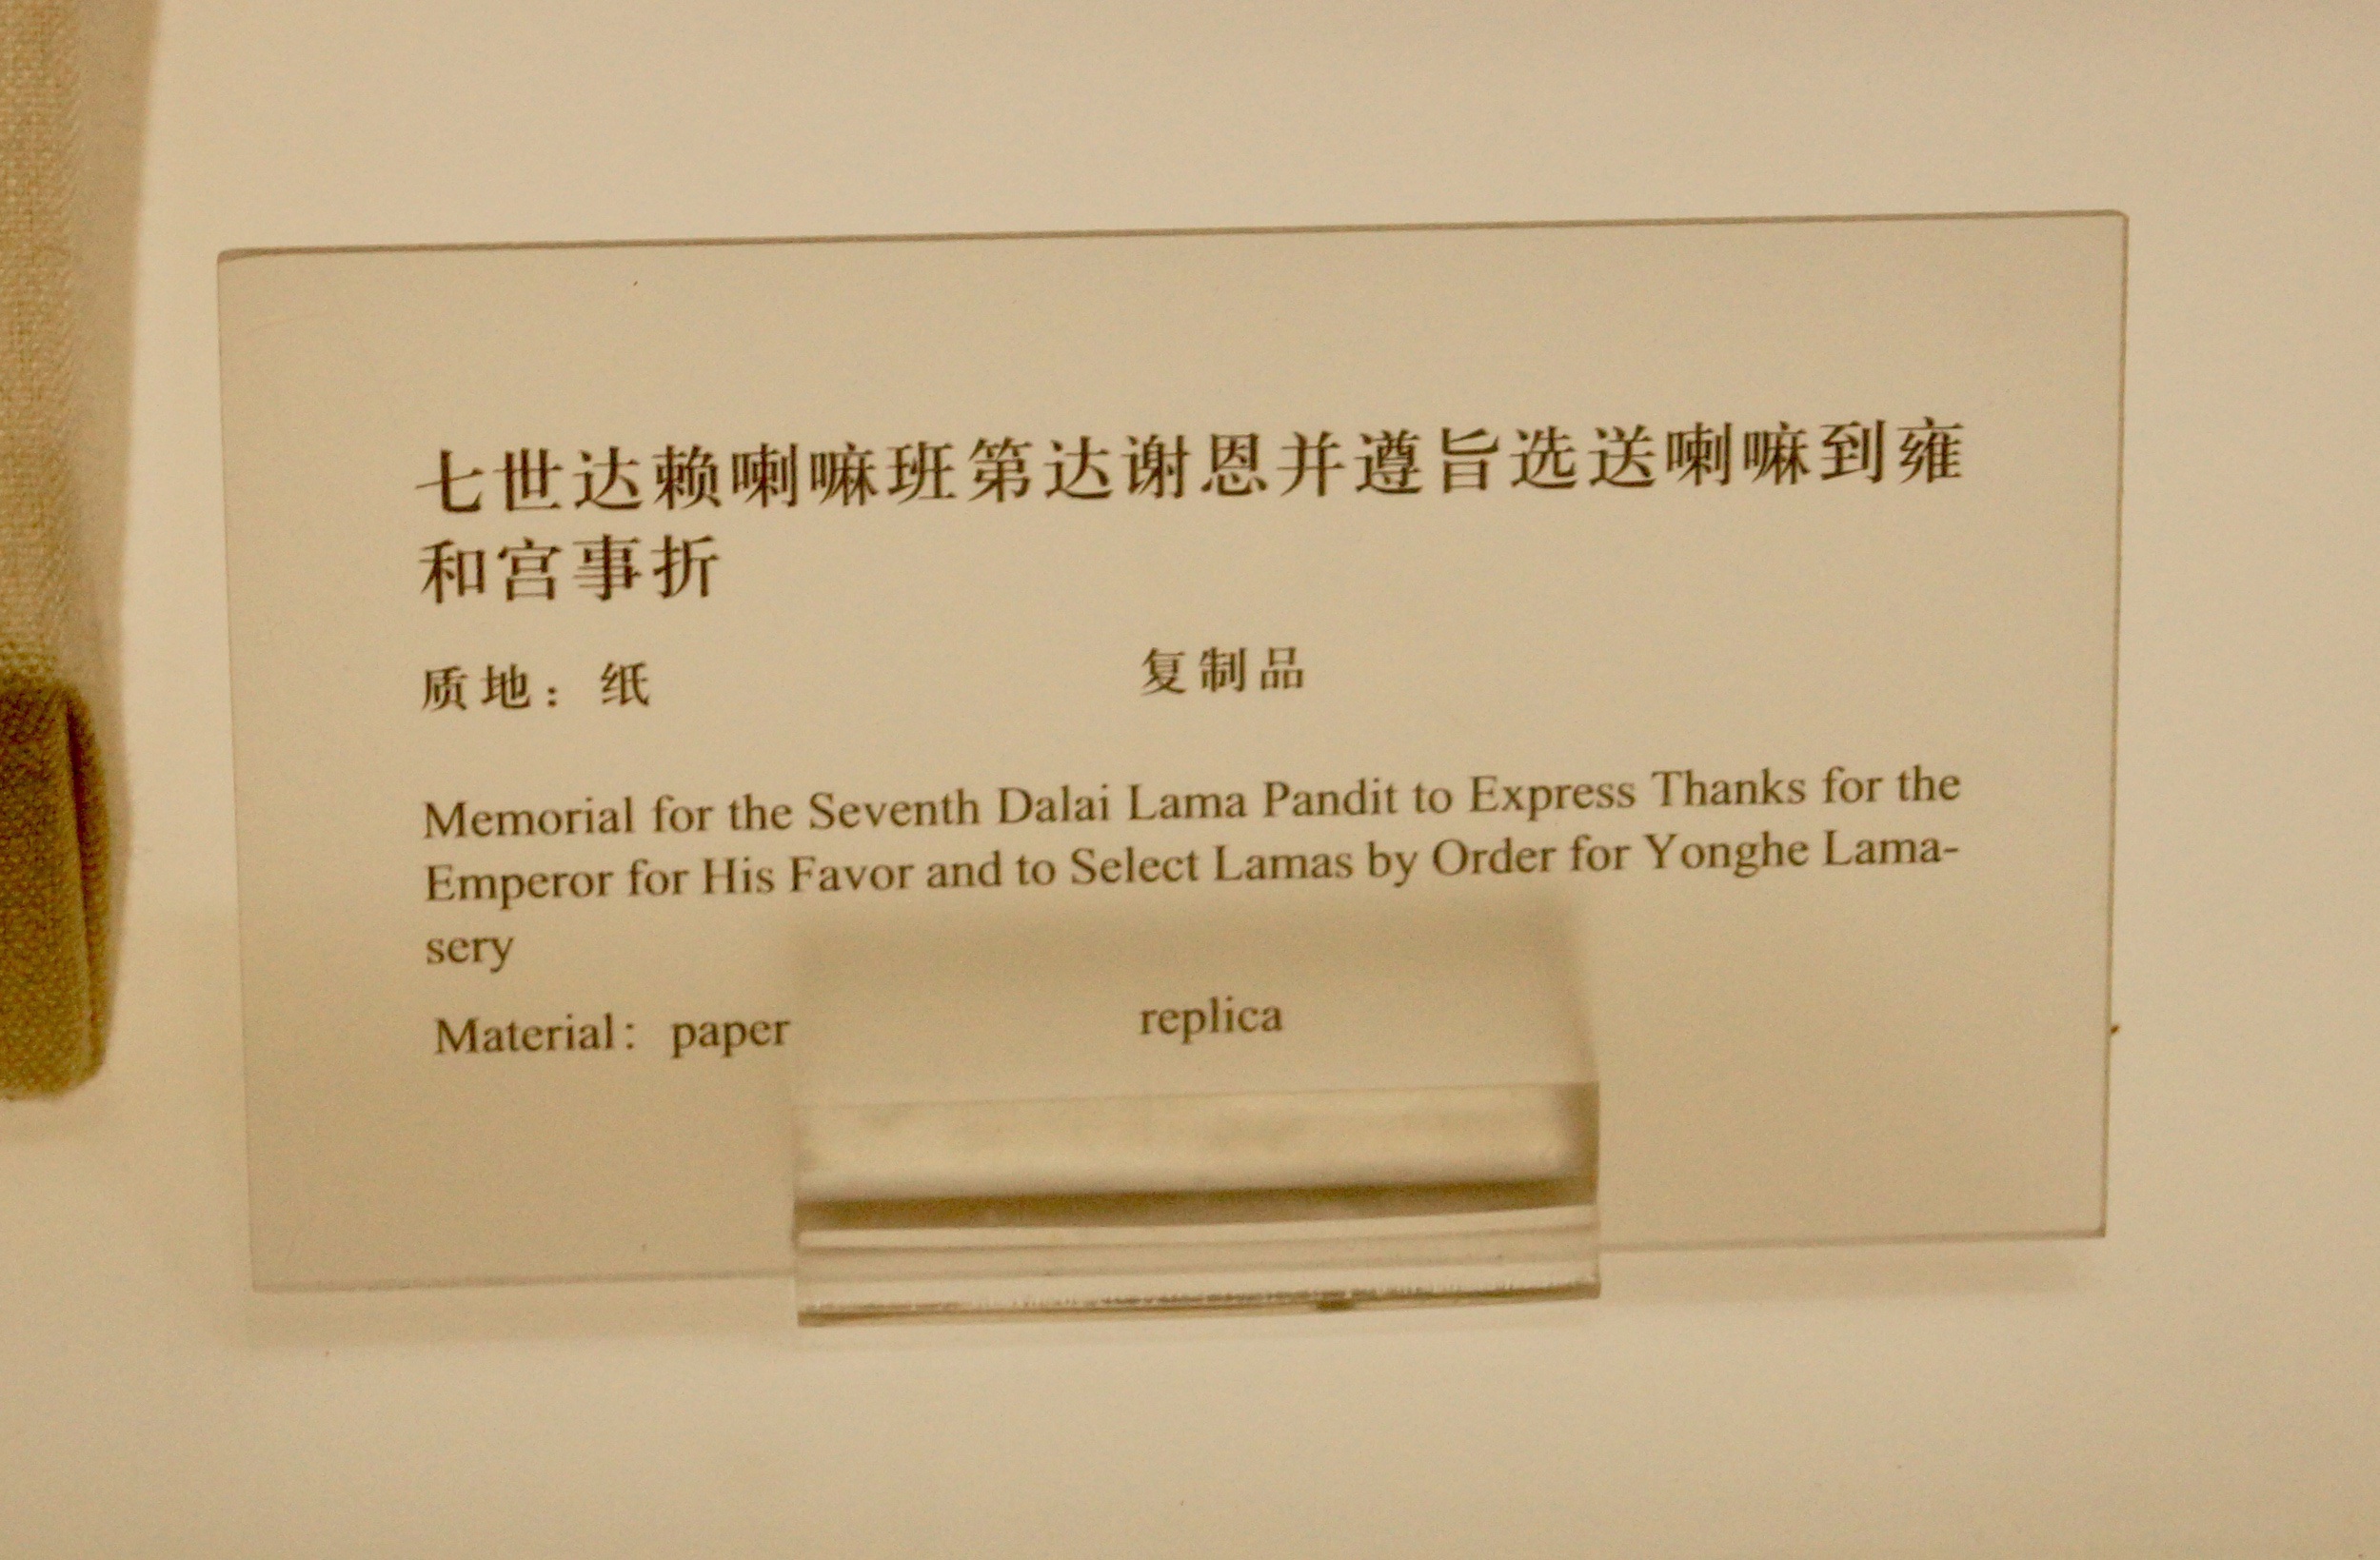 七世达赖喇嘛班第达谢恩并遵旨选送喇嘛到雍
和宫事折
质地：纸 复制品
Memorial for the Seventh Dalai Lama Pandit to Express Thanks for the
Emperor for His Favor and to Select Lamas by Order for Yonghe Lama-
sery
Material: paper replica